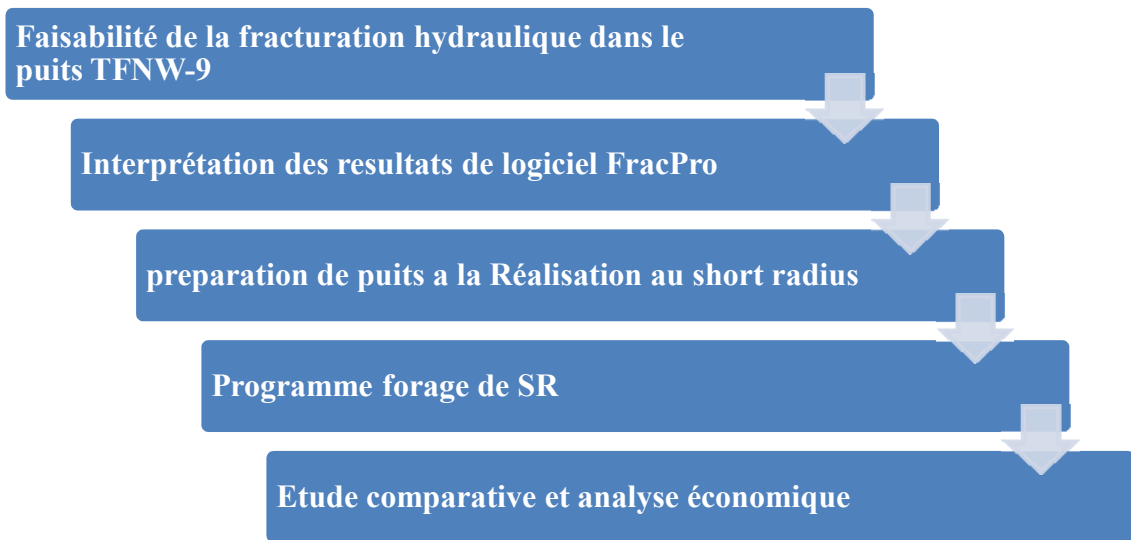 Faisabilité de la fracturation hydraulique dans le
puits TFNW-9
Interprétation des resultats de logiciel FracPro
preparation de puits a la Réalisation au short radius
Programme forage de SR
Etude comparative et analyse économique